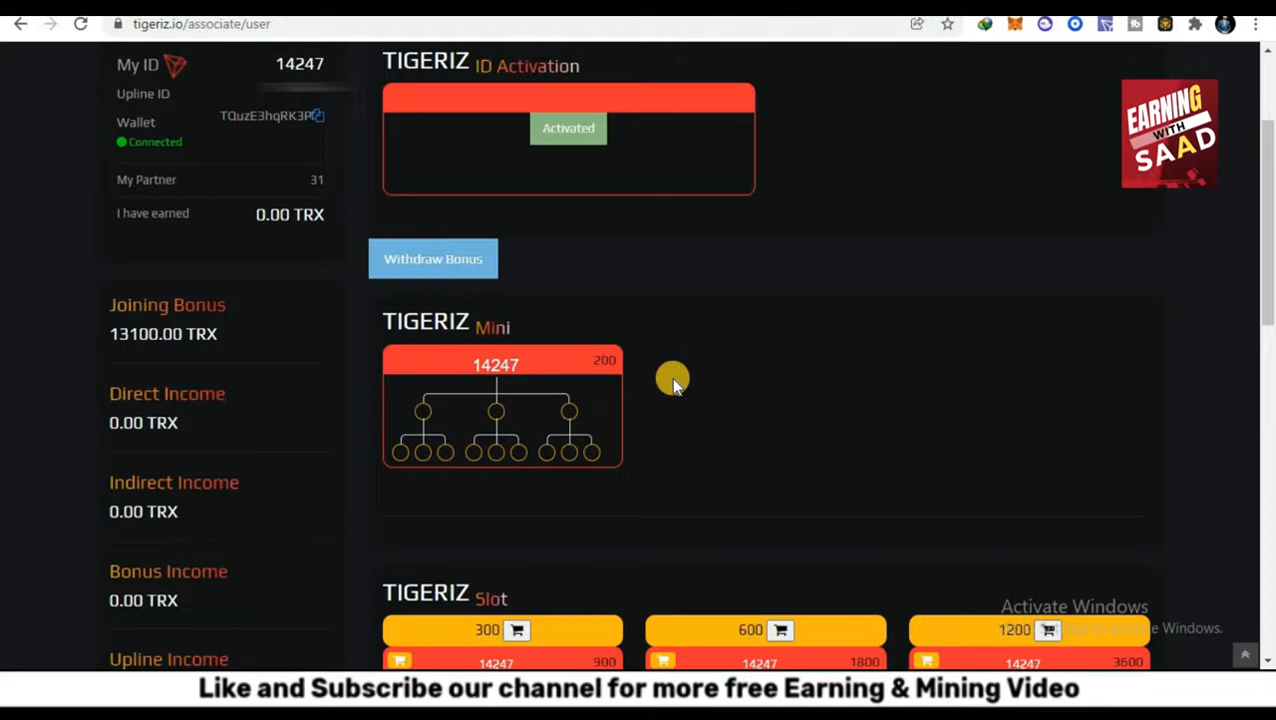 tigeriz.io/associate/user
My ID 14247
Upline ID
Wallet TQuzE3hqRK3P
Connected
My Partner 31
I have earned 0.00 TRX
Joining Bonus
13100.00 TRX
Direct Income
0.00 TRX
Indirect Income
0.00 TRX
Bonus Income
0.00 TRX
Upline Income
TIGERIZ ID Activation
Activated
Withdraw Bonus
TIGERIZ Mini
14247 200
TIGERIZ Slot
300 600 1200
14247 900 14247 1800 14247 3600
EARNING
WITH
SAAD
Activate Windows
e Windows.
Like and Subscribe our channel for more free Earning & Mining Video